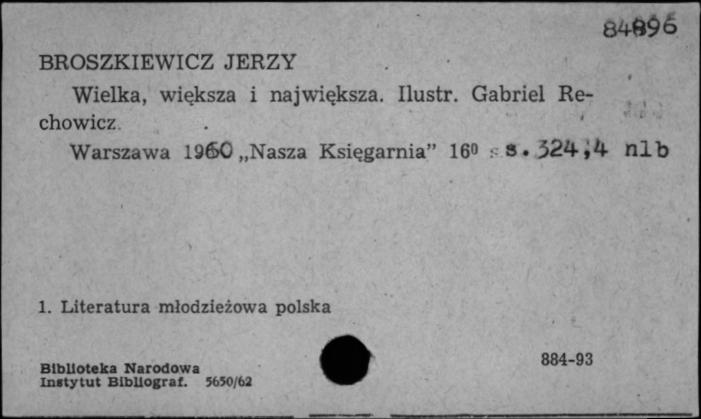 84896
BROSZKIEWICZ JERZY
Wielka, większa i największa. Ilustr. Gabriel Re-
chowicz.
Warszawa 1960 „Nasza Księgarnia” 16⁰ s. 324,4 nlb
1. Literatura młodzieżowa polska
884-93
Biblioteka Narodowa
Instytut Bibliograf. 5650/62